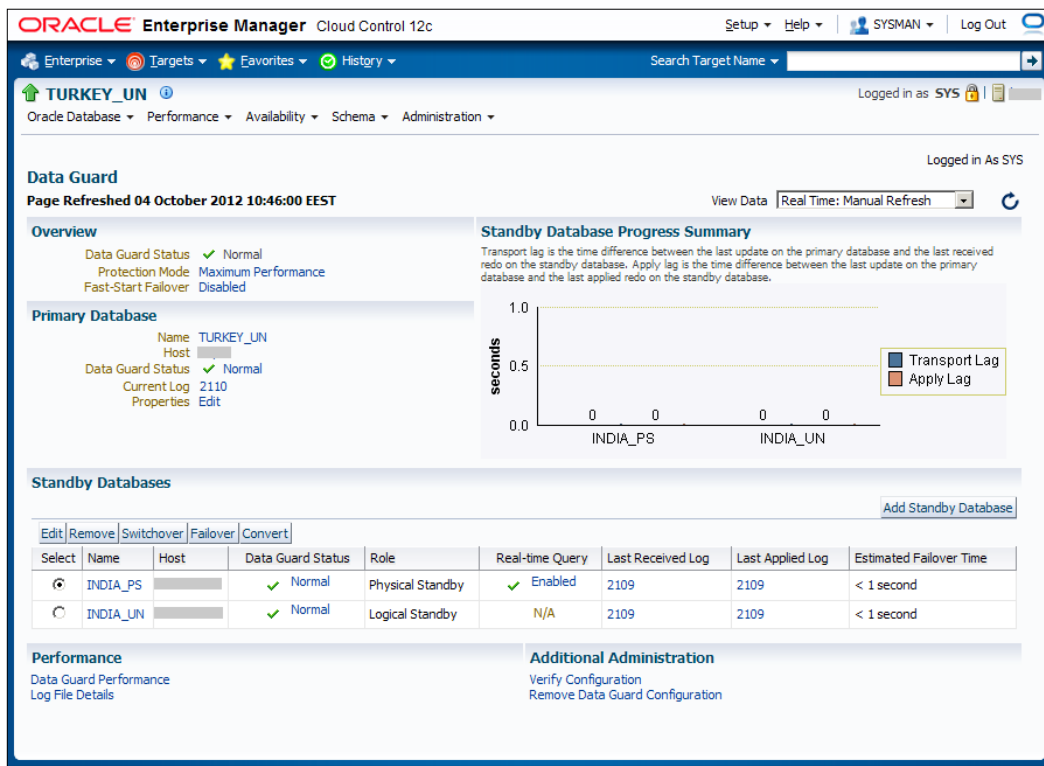 ORACLE Enterprise Manager Cloud Control 12c Setup Help SYSMAN Log Out
Enterprise Targets Favorites History Search Target Name
TURKEY_UN Logged in as SYS
Oracle Database Performance Availability Schema Administration
Logged in As SYS
Data Guard
Page Refreshed 04 October 2012 10:46:00 EEST View Data Real Time: Manual Refresh
Overview
Data Guard Status Normal
Protection Mode Maximum Performance
Fast-Start Failover Disabled
Primary Database
Name TURKEY_UN
Host
Data Guard Status Normal
Current Log 2110
Properties Edit
Standby Database Progress Summary
Transport lag is the time difference between the last update on the primary database and the last received
redo on the standby database. Apply lag is the time difference between the last update on the primary
database and the last applied redo on the standby database.
1.0
0.5
0.0
seconds
0 0 0 0
INDIA_PS INDIA_UN
Transport Lag
Apply Lag
Standby Databases
Add Standby Database
Edit Remove Switchover Failover Convert
Select Name Host Data Guard Status Role Real-time Query Last Received Log Last Applied Log Estimated Failover Time
INDIA_PS Normal Physical Standby Enabled 2109 2109 < 1 second
INDIA_UN Normal Logical Standby N/A 2109 2109 < 1 second
Performance
Data Guard Performance
Log File Details
Additional Administration
Verify Configuration
Remove Data Guard Configuration